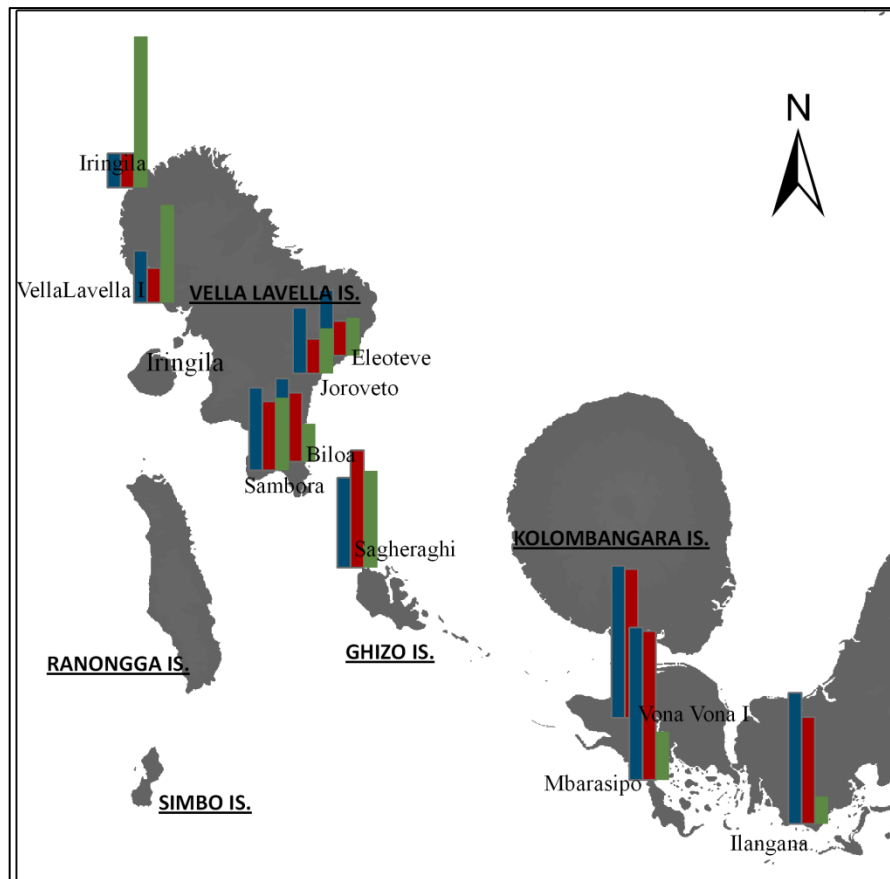 N
Iringila
VellaLavella I
VELLA LAVELLA IS.
Iringila
Eleoteve
Joroveto
Biloa
Sambora
Sagheraghi
KOLOMBANGARA IS.
RANONGGA IS.
GHIZO IS.
Vona Vona I
Mbarasipo
SIMBO IS.
Ilangana